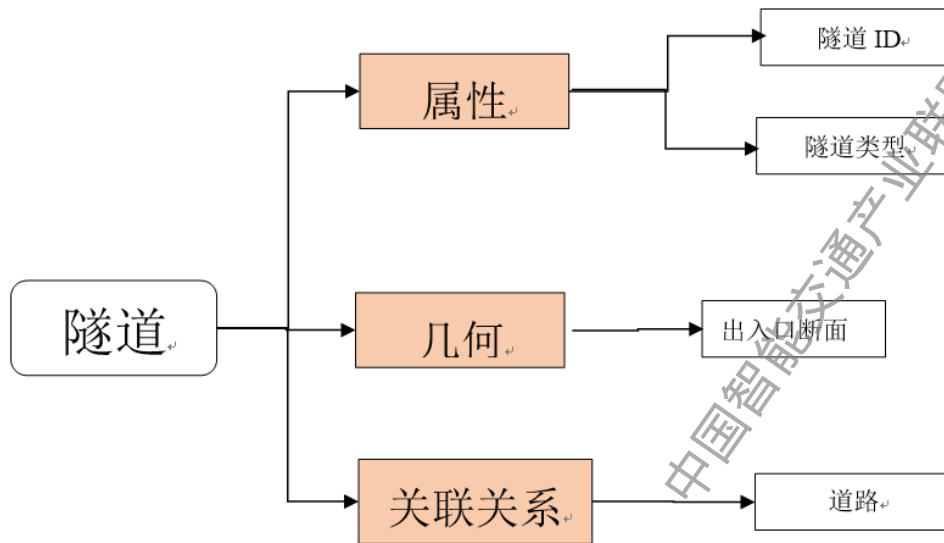 隧道 ID
属性
隧道类型
隧道
几何
出入口断面
关联关系
道路
中国智能交通产业联